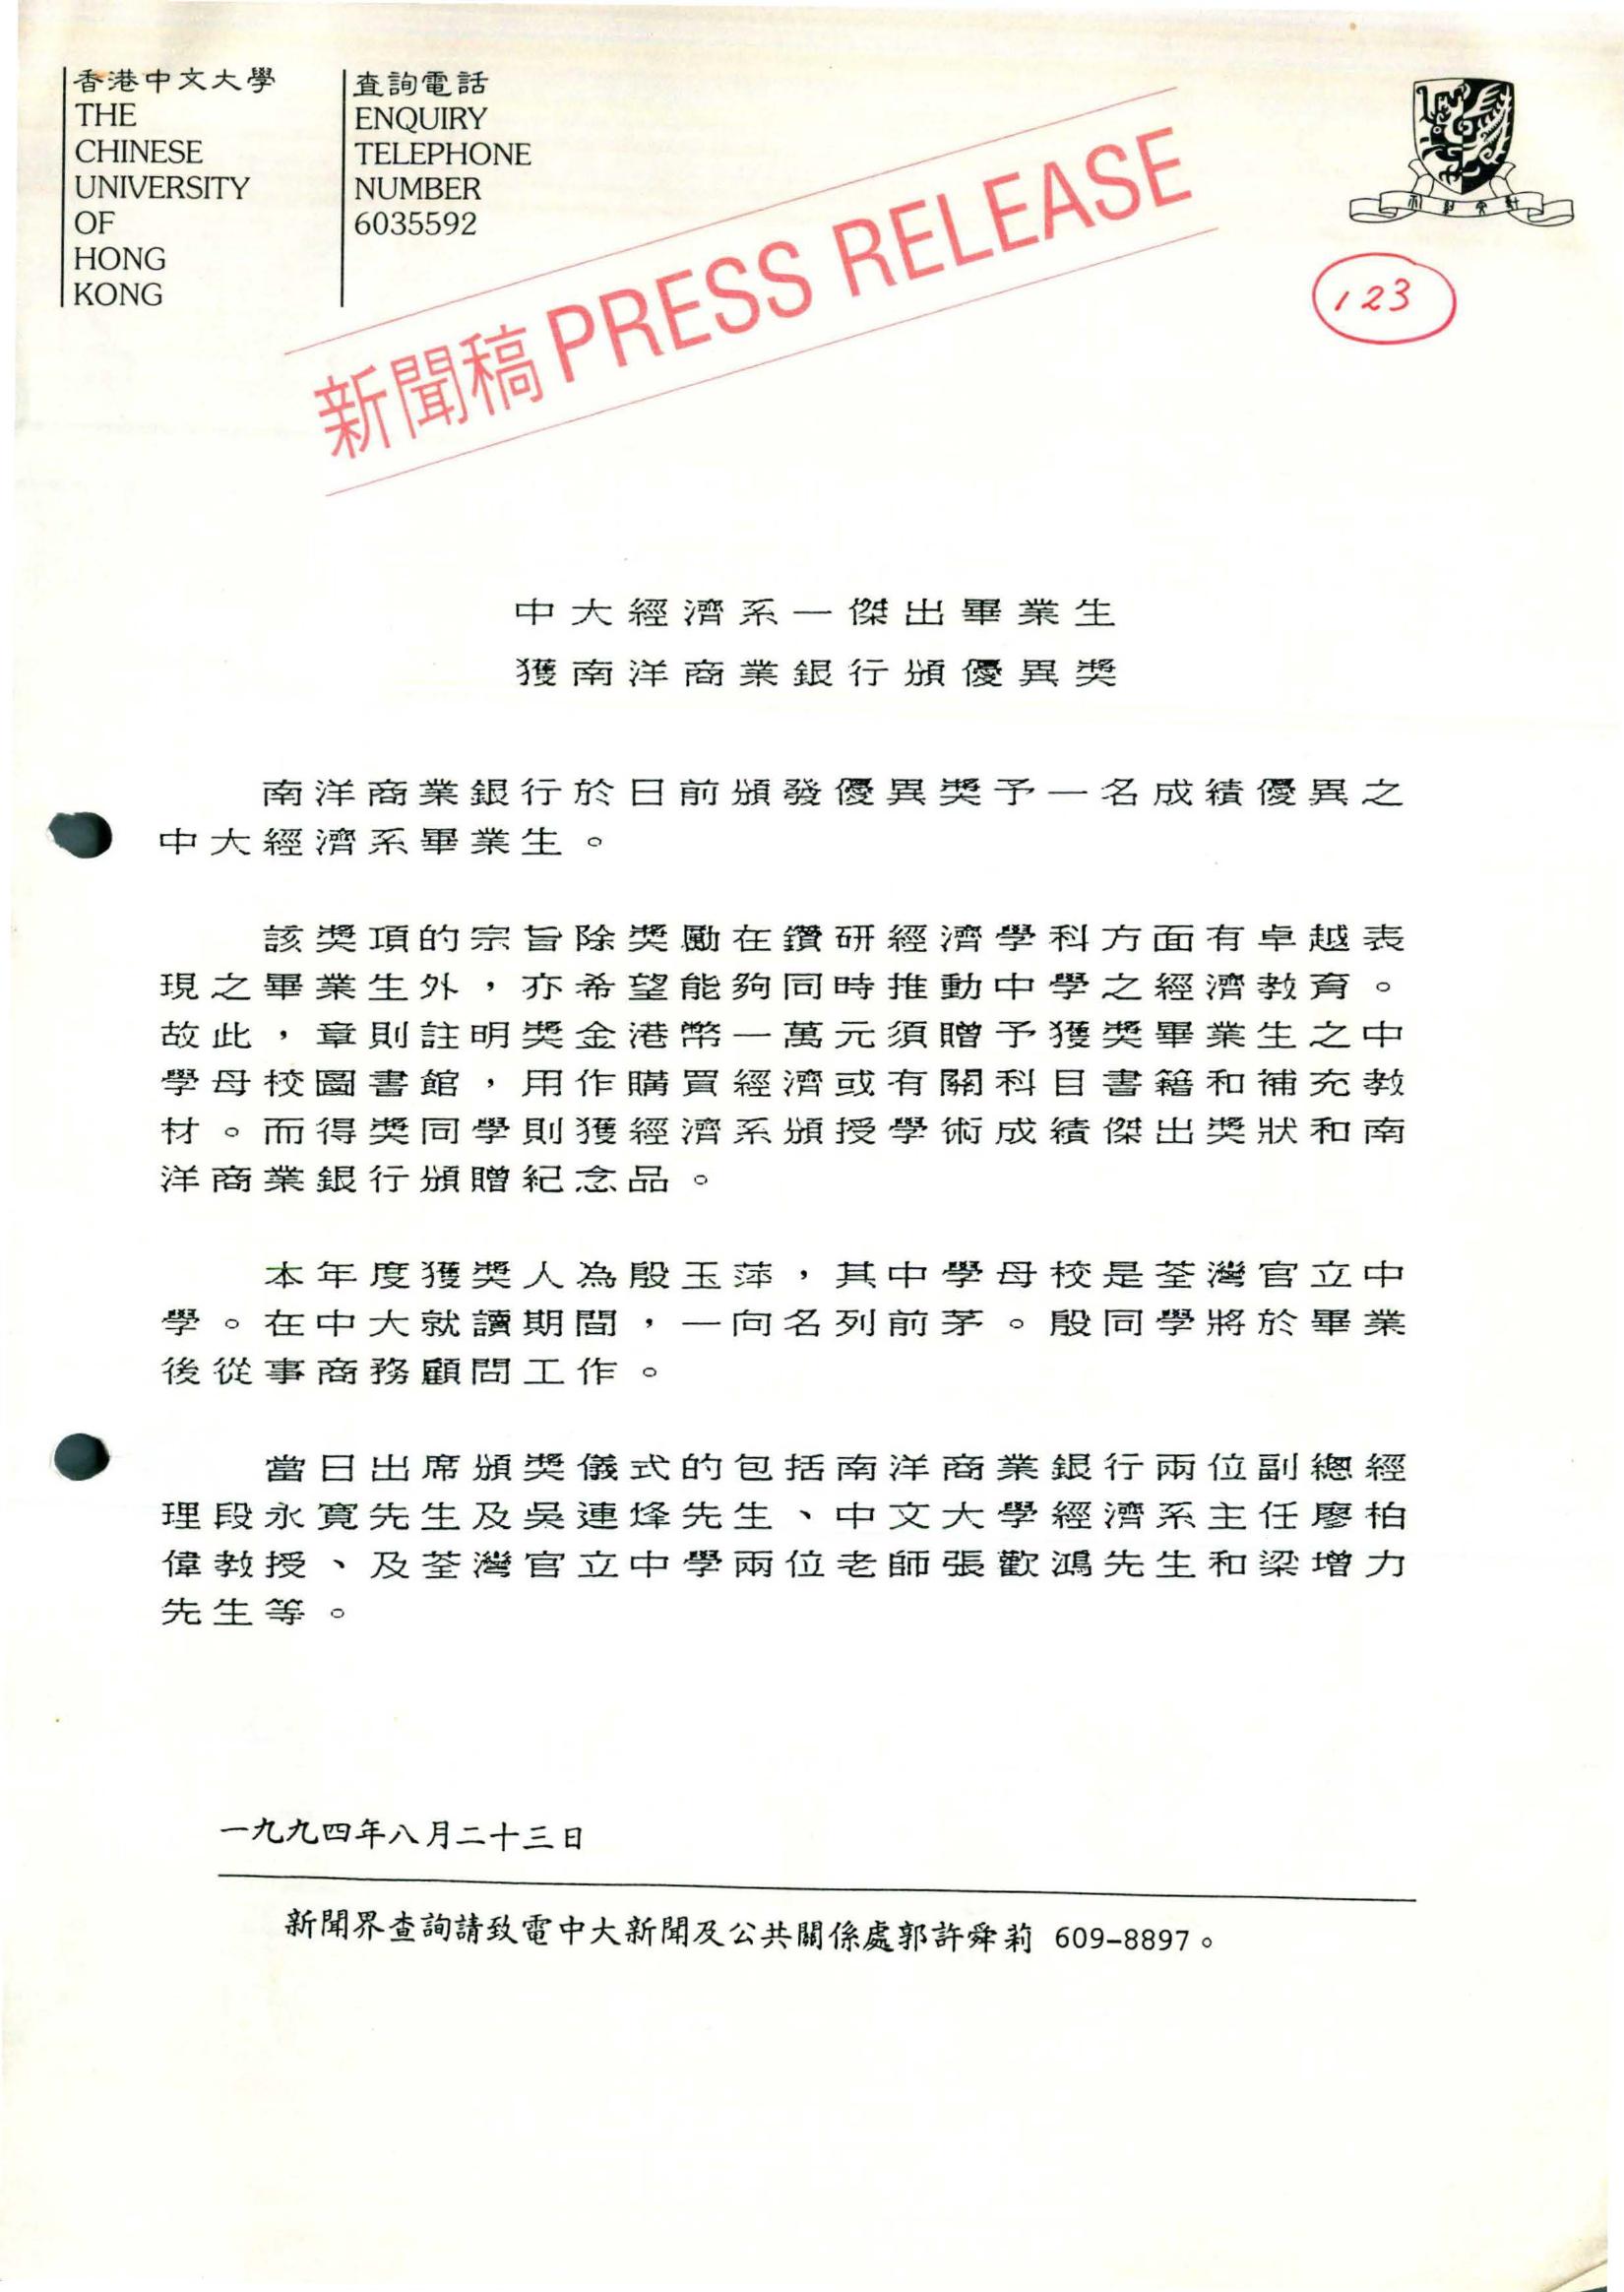 香港中文大學
THE
CHINESE
UNIVERSITY
OF
HONG
KONG
查詢電話
ENQUIRY
TELEPHONE
NUMBER
6035592
新聞稿 PRESS RELEASE
123
中大經濟系一傑出畢業生
獲南洋商業銀行頒優異獎
南洋商業銀行於日前頒發優異獎予一名成績優異之
中大經濟系畢業生。
該獎項的宗旨除獎勵在鑽研經濟學科方面有卓越表
現之畢業生外，亦希望能夠同時推動中學之經濟教育。
故此，章則註明獎金港幣一萬元須贈予獲獎畢業生之中
學母校圖書館，用作購買經濟或有關科目書籍和補充教
材。而得獎同學則獲經濟系頒授學術成績傑出獎狀和南
洋商業銀行頒贈紀念品。
本年度獲獎人為殷玉萍，其中學母校是荃灣官立中
學。在中大就讀期間，一向名列前茅。殷同學將於畢業
後從事商務顧問工作。
當日出席頒獎儀式的包括南洋商業銀行兩位副總經
理段永寬先生及吳連烽先生、中文大學經濟系主任廖柏
偉教授、及荃灣官立中學兩位老師張歡鴻先生和梁增力
先生等。
一九九四年八月二十三日
新聞界查詢請致電中大新聞及公共關係處郭許舜莉 609-8897。